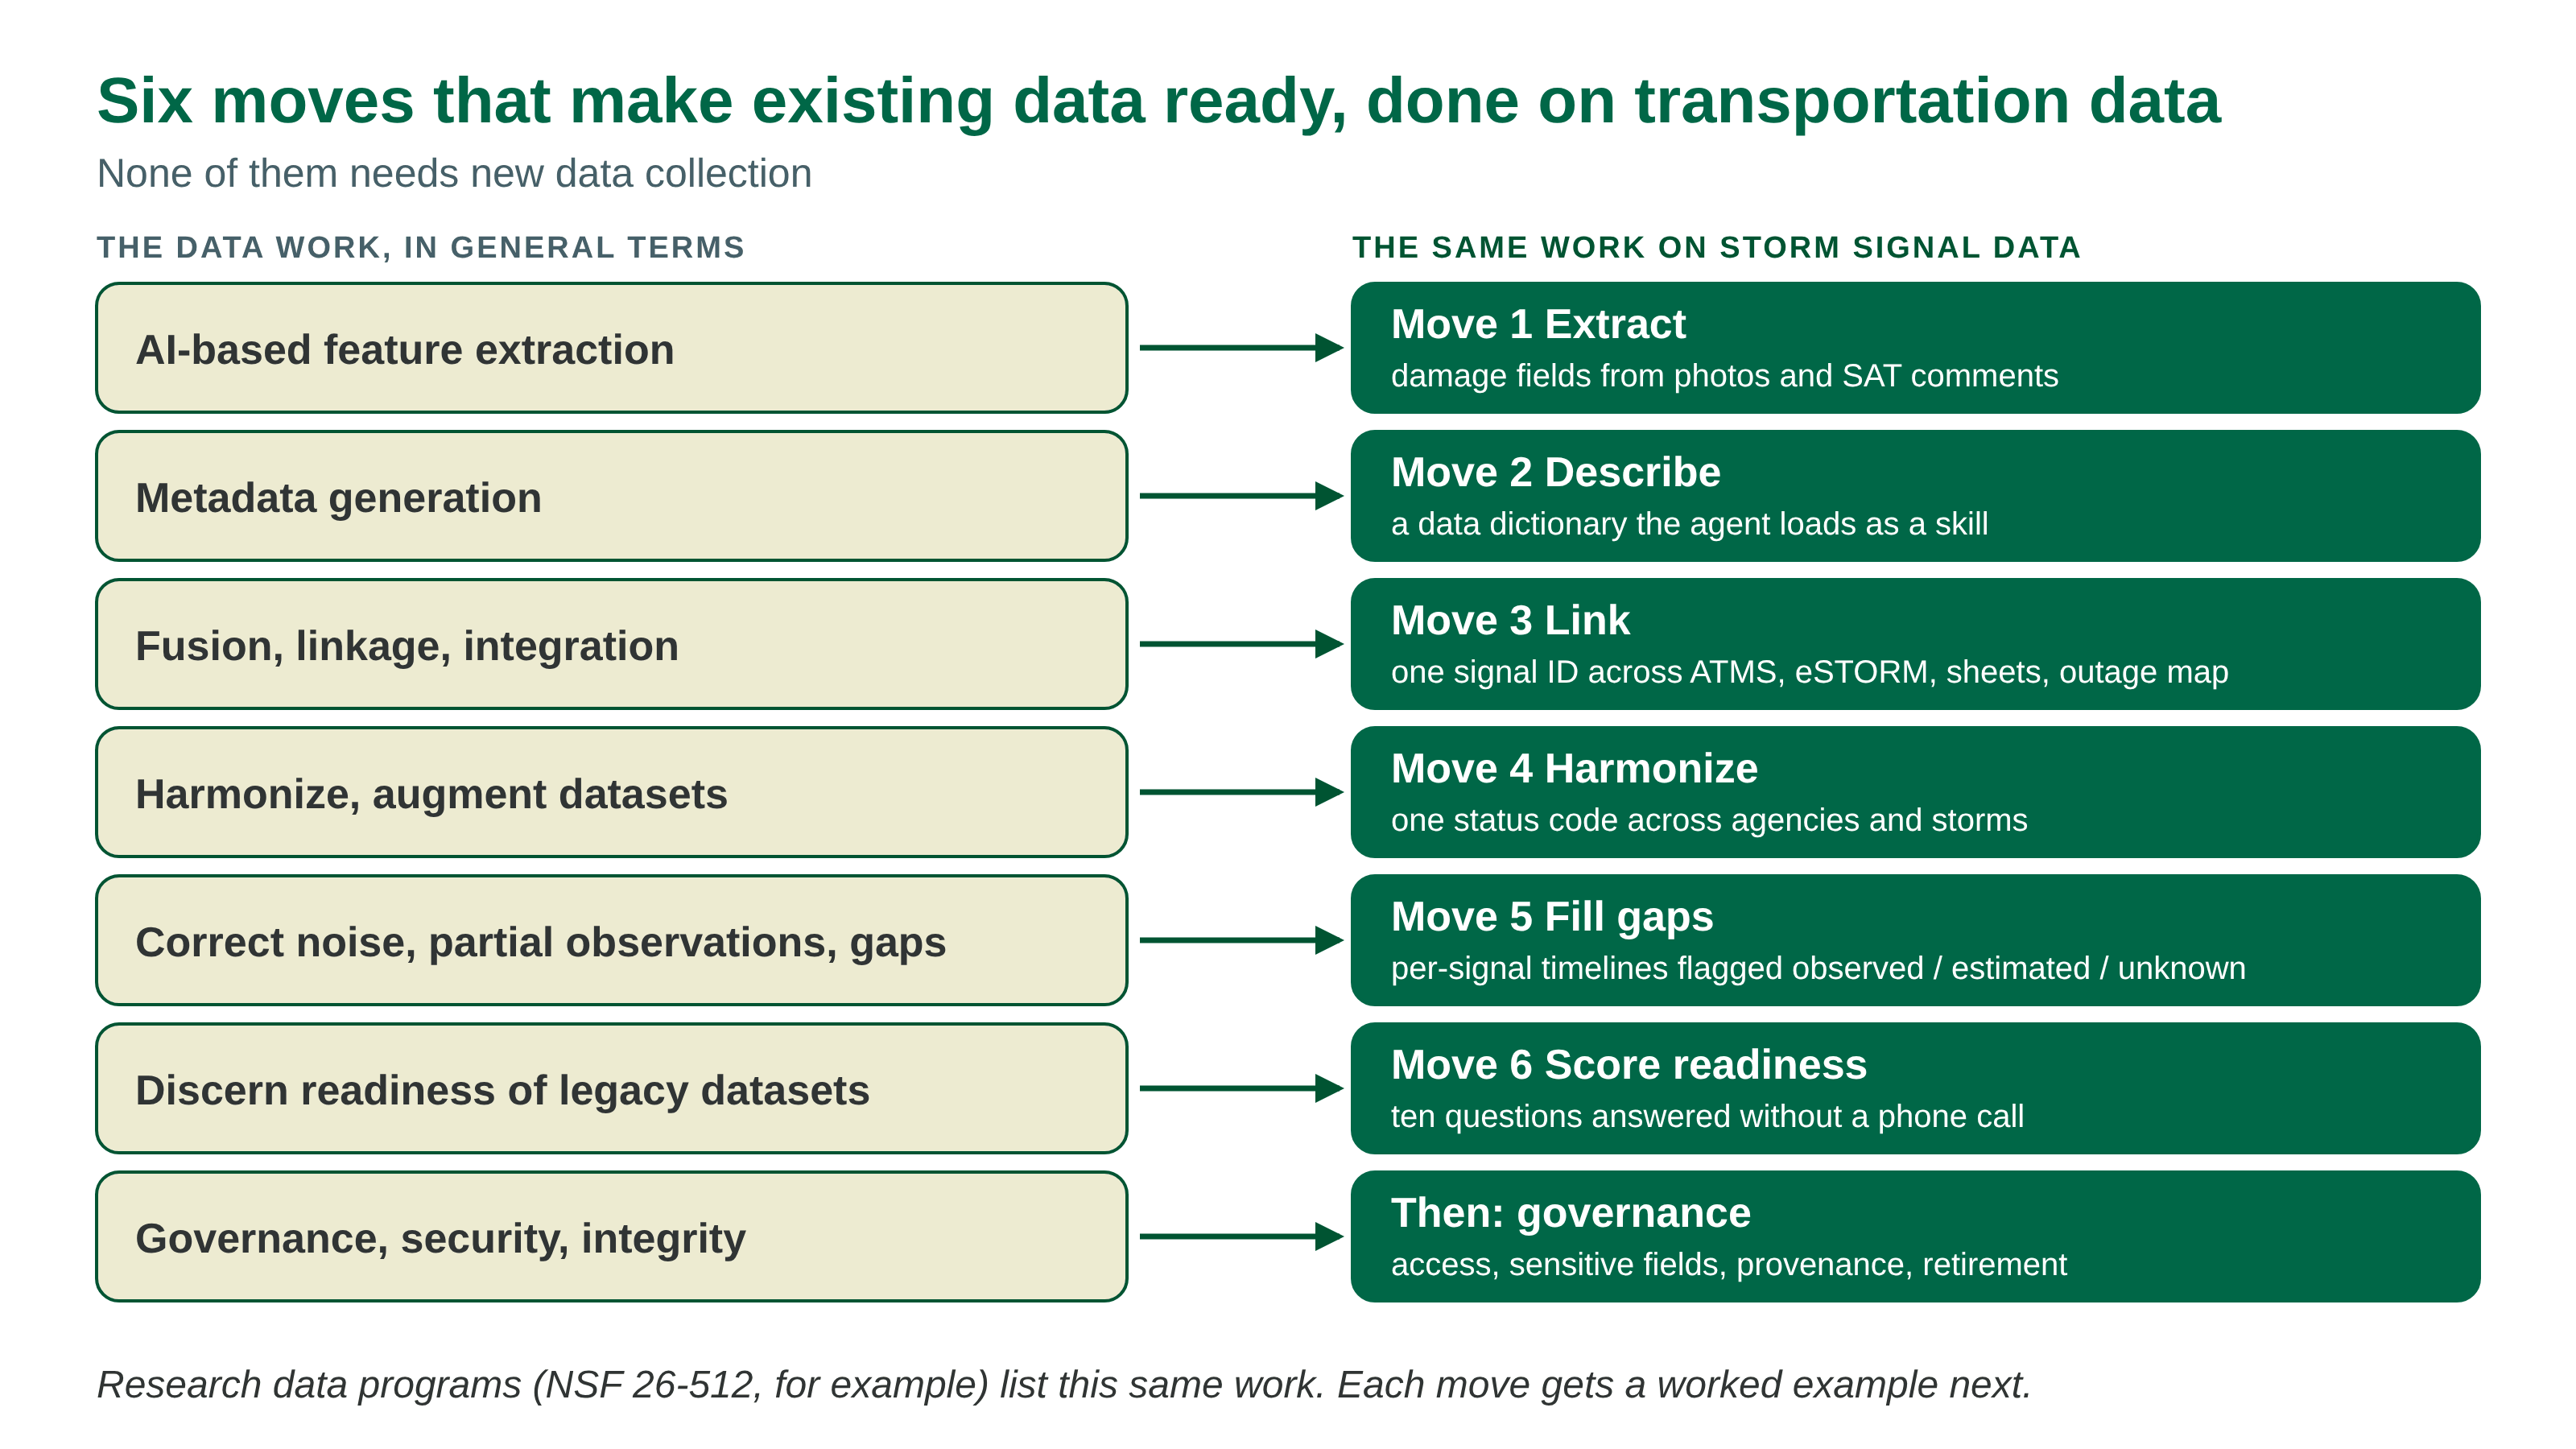 Six moves that make existing data ready, done on transportation data
None of them needs new data collection
THE DATA WORK, IN GENERAL TERMS
THE SAME WORK ON STORM SIGNAL DATA
AI-based feature extraction
Move 1 Extract
damage fields from photos and SAT comments
Metadata generation
Move 2 Describe
a data dictionary the agent loads as a skill
Fusion, linkage, integration
Move 3 Link
one signal ID across ATMS, eSTORM, sheets, outage map
Harmonize, augment datasets
Move 4 Harmonize
one status code across agencies and storms
Correct noise, partial observations, gaps
Move 5 Fill gaps
per-signal timelines flagged observed / estimated / unknown
Discern readiness of legacy datasets
Move 6 Score readiness
ten questions answered without a phone call
Governance, security, integrity
Then: governance
access, sensitive fields, provenance, retirement
Research data programs (NSF 26-512, for example) list this same work. Each move gets a worked example next.